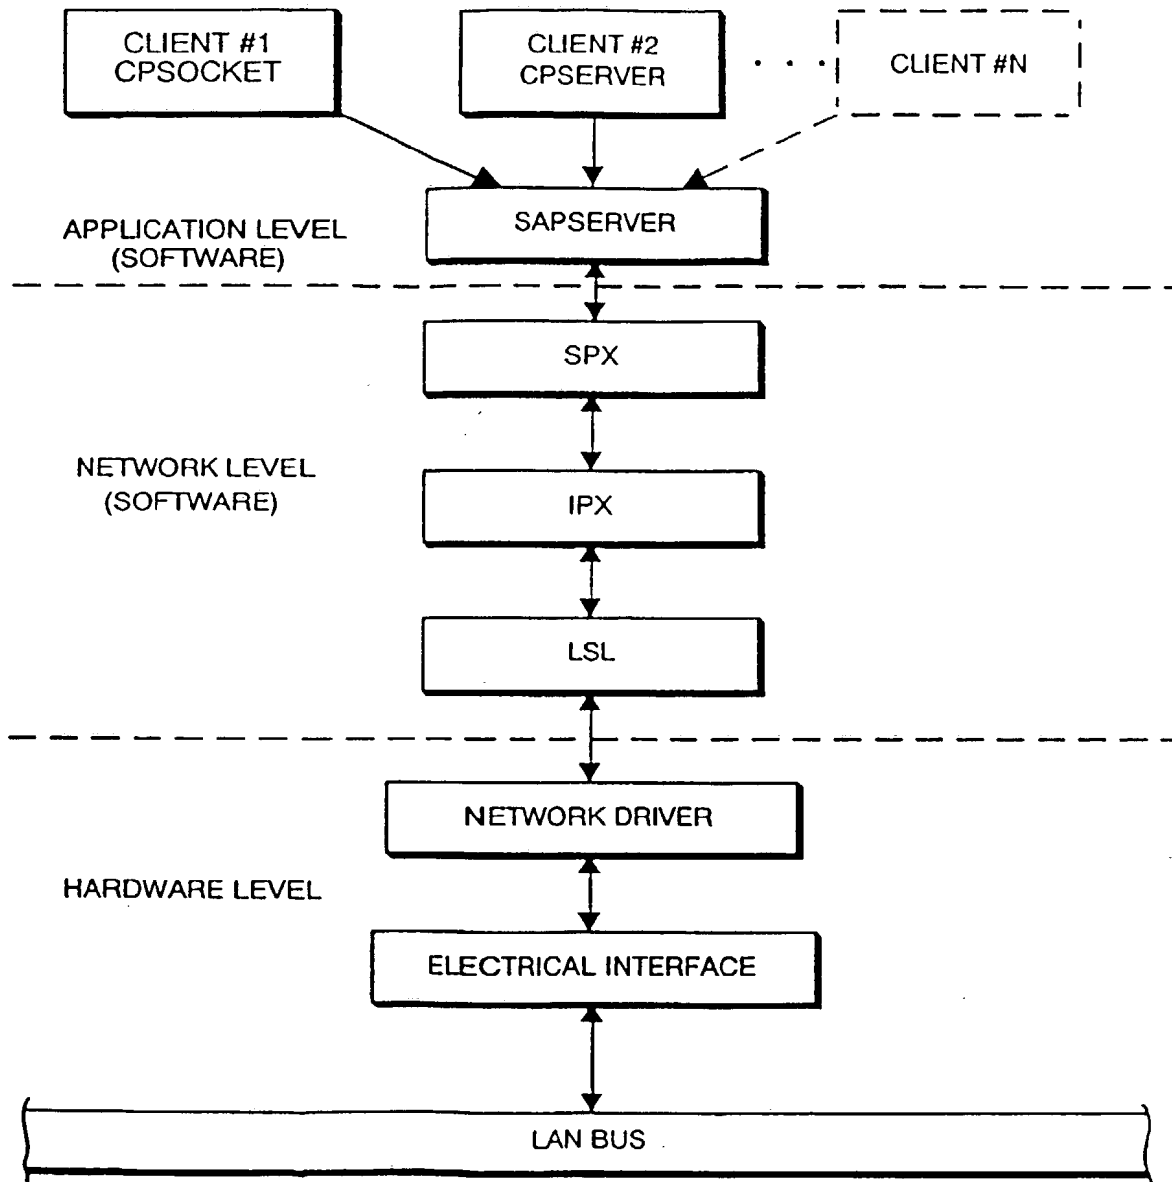 CLIENT #1
CPSOCKET
CLIENT #2
CPSERVER
. . .
CLIENT #N
SAPSERVER
APPLICATION LEVEL
(SOFTWARE)
SPX
NETWORK LEVEL
(SOFTWARE)
IPX
LSL
NETWORK DRIVER
HARDWARE LEVEL
ELECTRICAL INTERFACE
LAN BUS